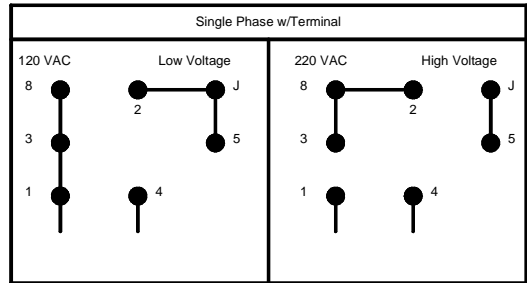 Single Phase w/Terminal
120 VAC Low Voltage
8 J
2
3 5
1 4
220 VAC High Voltage
8 J
2
3 5
1 4